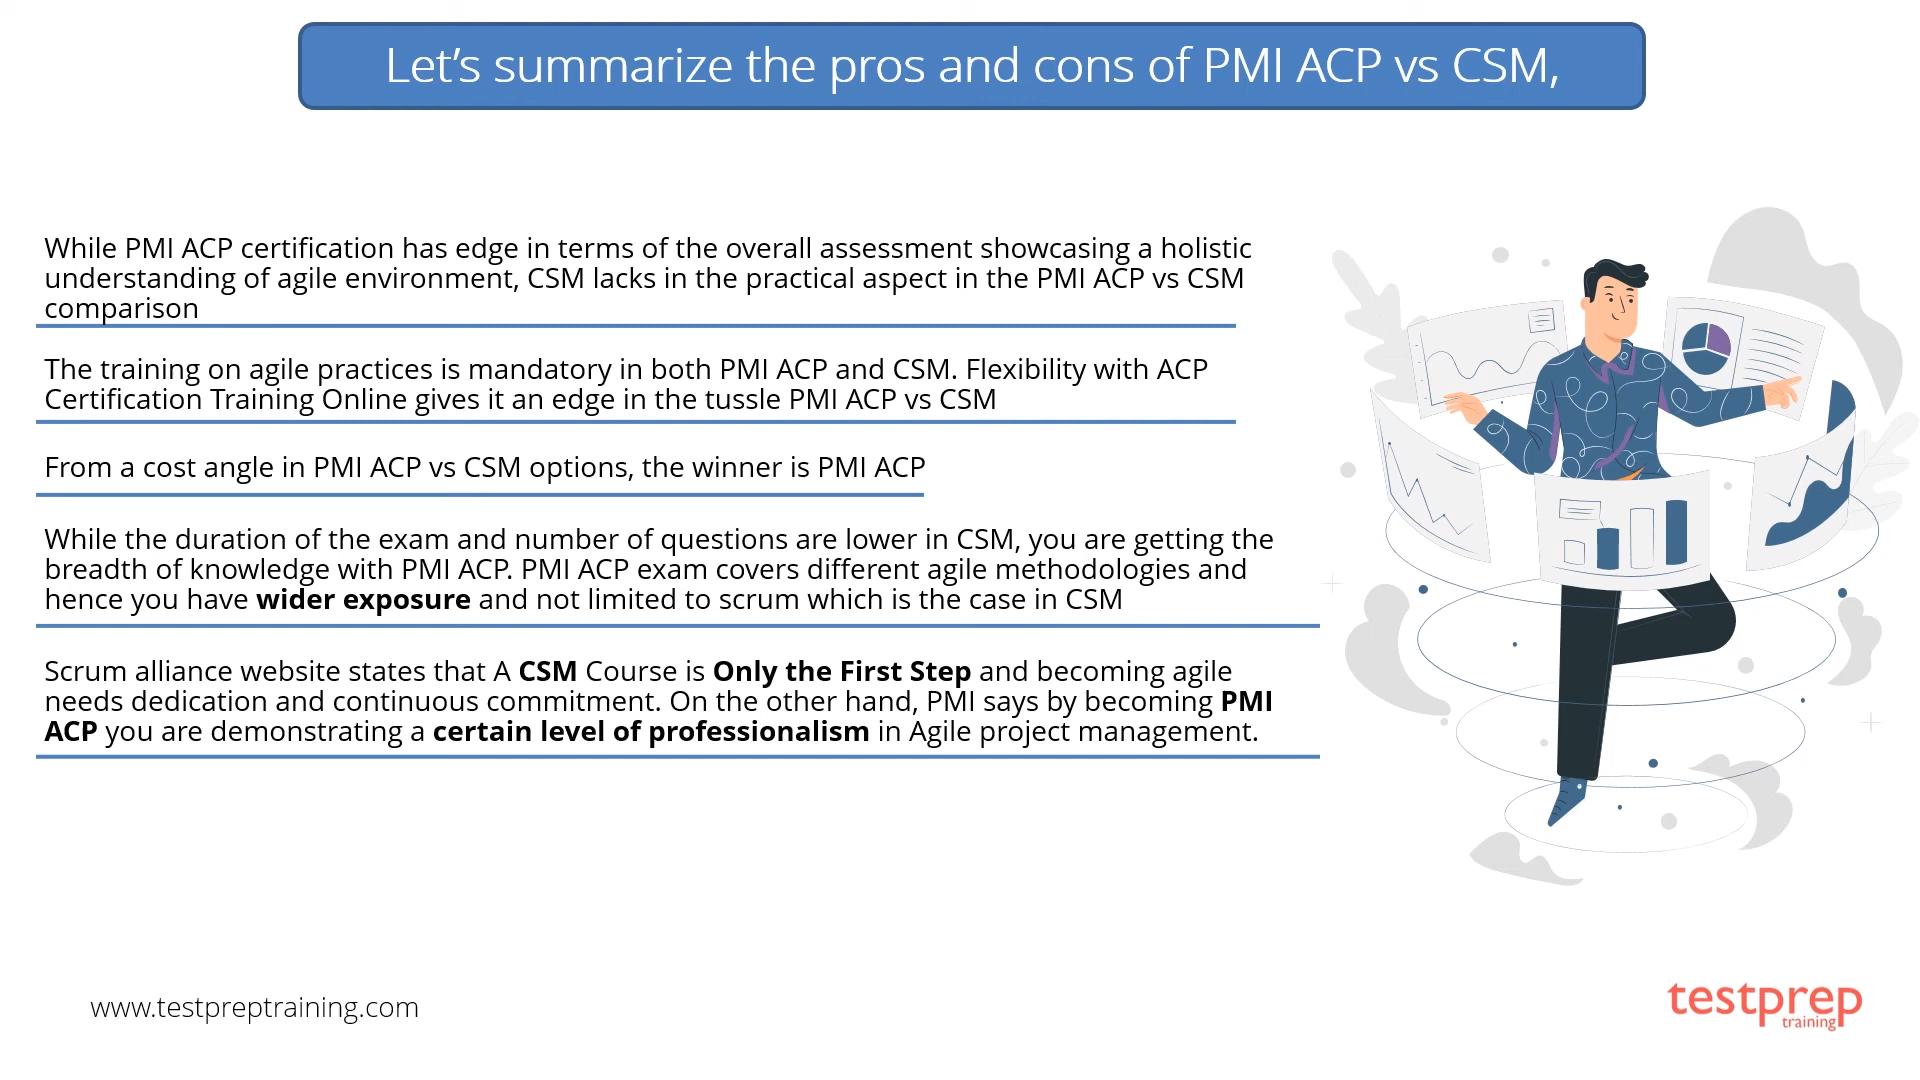 Let’s summarize the pros and cons of PMI ACP vs CSM,
While PMI ACP certification has edge in terms of the overall assessment showcasing a holistic
understanding of agile environment, CSM lacks in the practical aspect in the PMI ACP vs CSM
comparison
The training on agile practices is mandatory in both PMI ACP and CSM. Flexibility with ACP
Certification Training Online gives it an edge in the tussle PMI ACP vs CSM
From a cost angle in PMI ACP vs CSM options, the winner is PMI ACP
While the duration of the exam and number of questions are lower in CSM, you are getting the
breadth of knowledge with PMI ACP. PMI ACP exam covers different agile methodologies and
hence you have wider exposure and not limited to scrum which is the case in CSM
Scrum alliance website states that A CSM Course is Only the First Step and becoming agile
needs dedication and continuous commitment. On the other hand, PMI says by becoming PMI
ACP you are demonstrating a certain level of professionalism in Agile project management.
www.testpreptraining.com
testprep
training